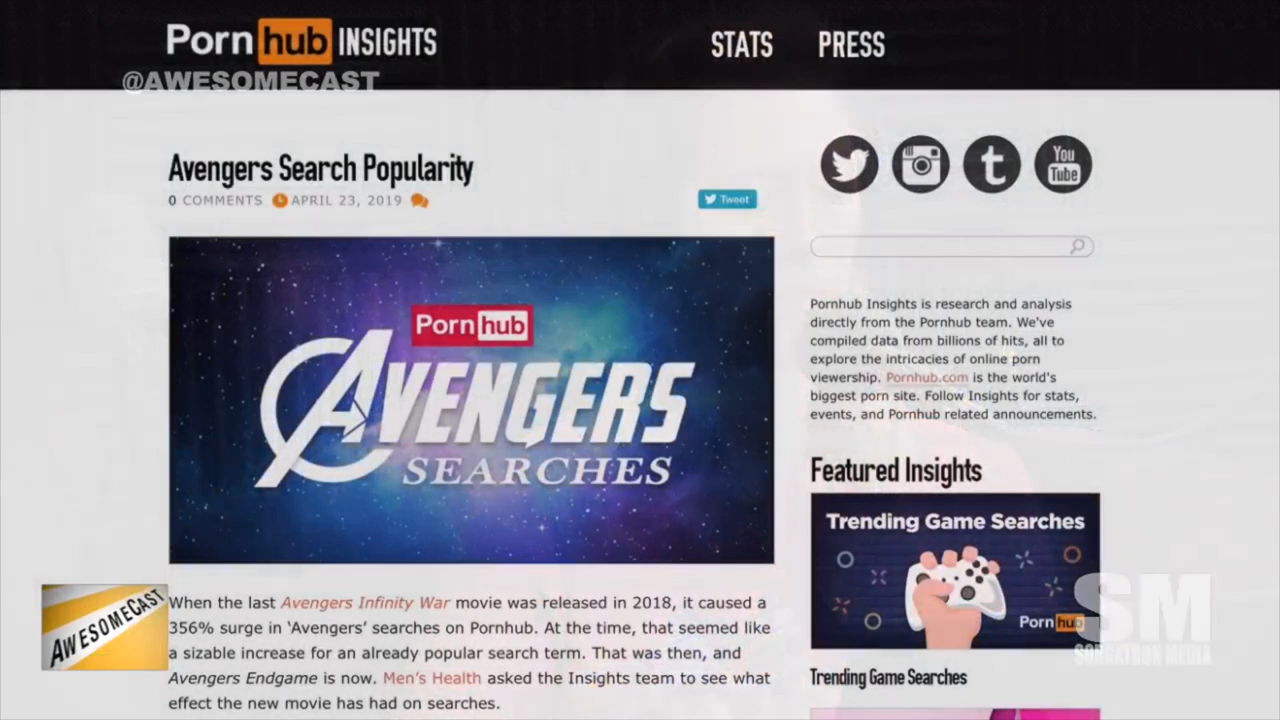 Pornhub INSIGHTS
STATS
PRESS
@AWESOMECAST
Avengers Search Popularity
0 COMMENTS APRIL 23, 2019
Tweet
Pornhub
AVENGERS
SEARCHES
When the last Avengers Infinity War movie was released in 2018, it caused a
356% surge in ‘Avengers’ searches on Pornhub. At the time, that seemed like
a sizable increase for an already popular search term. That was then, and
Avengers Endgame is now. Men’s Health asked the Insights team to see what
effect the new movie has had on searches.
AWESOMECAST
You
Tube
Pornhub Insights is research and analysis
directly from the Pornhub team. We've
compiled data from billions of hits, all to
explore the intricacies of online porn
viewership. Pornhub.com is the world's
biggest porn site. Follow Insights for stats,
events, and Pornhub related announcements.
Featured Insights
Trending Game Searches
Pornhub
Trending Game Searches
SM
SORGATRON MEDIA